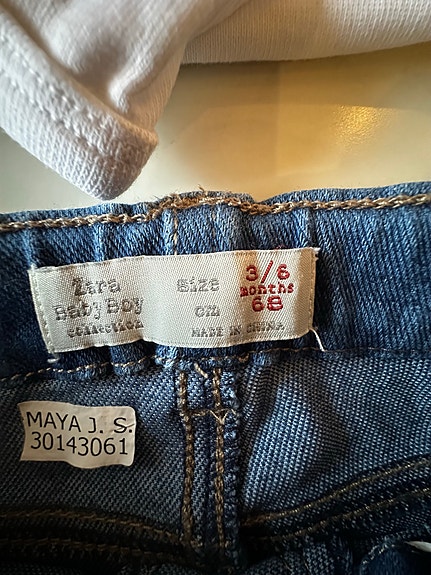 Zara
Baby Boy
collection
size
cm
3/6
months
68
MADE IN CHINA
MAYA J. S.
30143061